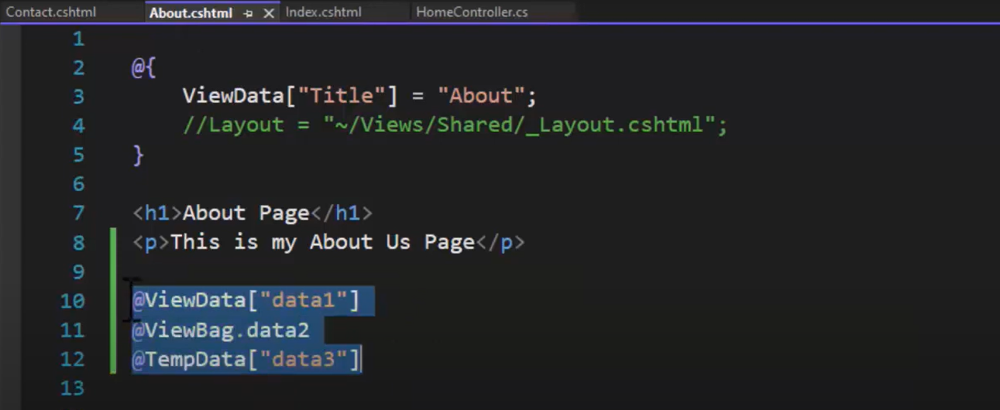 Contact.cshtml About.cshtml Index.cshtml HomeController.cs
1
2 @{
3 ViewData["Title"] = "About";
4 //Layout = "~/Views/Shared/_Layout.cshtml";
5 }
6
7 <h1>About Page</h1>
8 <p>This is my About Us Page</p>
9
10 @ViewData["data1"]
11 @ViewBag.data2
12 @TempData["data3"]
13